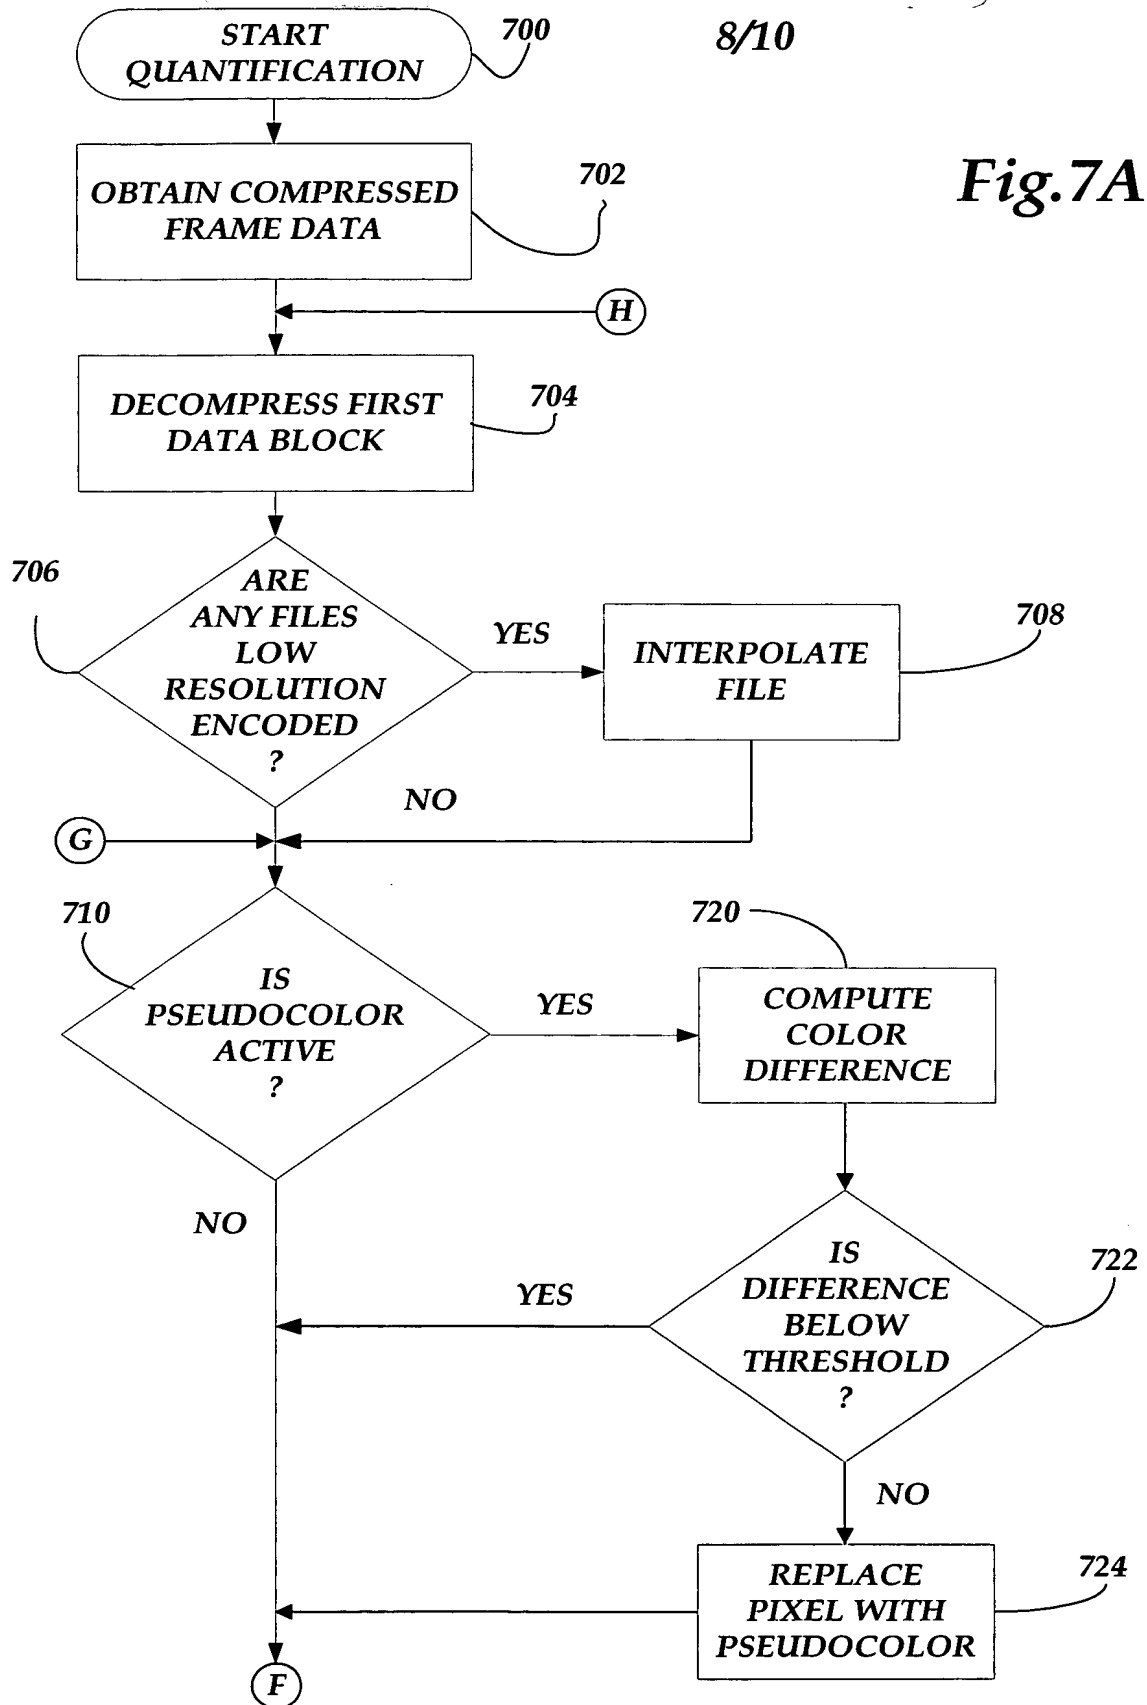 8/10
Fig.7A
START
QUANTIFICATION
700
OBTAIN COMPRESSED
FRAME DATA
702
H
DECOMPRESS FIRST
DATA BLOCK
704
706
ARE
ANY FILES
LOW
RESOLUTION
ENCODED
?
YES
INTERPOLATE
FILE
708
NO
G
710
IS
PSEUDOCOLOR
ACTIVE
?
YES
720
COMPUTE
COLOR
DIFFERENCE
NO
YES
IS
DIFFERENCE
BELOW
THRESHOLD
?
722
NO
REPLACE
PIXEL WITH
PSEUDOCOLOR
724
F